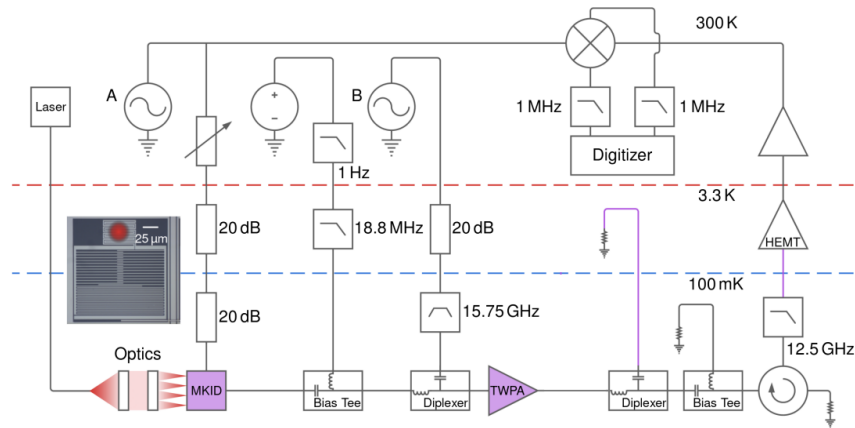 300 K
A
B
Laser
+
−
1 MHz
1 MHz
Digitizer
1 Hz
3.3 K
20 dB
18.8 MHz
20 dB
25 µm
HEMT
100 mK
20 dB
15.75 GHz
12.5 GHz
Optics
MKID
TWPA
Bias Tee
Diplexer
Diplexer
Bias Tee